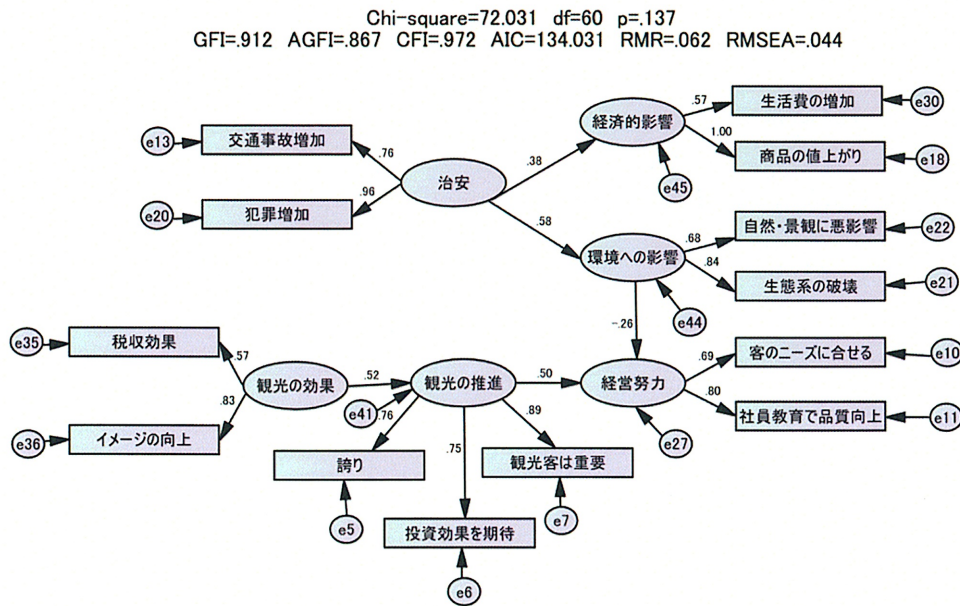 Chi-square=72.031 df=60 p=.137
GFI=.912 AGFI=.867 CFI=.972 AIC=134.031 RMR=.062 RMSEA=.044
e13
交通事故増加
.76
e20
犯罪増加
.96
治安
.38
.58
経済的影響
e45
.57
生活費の増加
e30
1.00
商品の値上がり
e18
環境への影響
e44
.68
自然・景観に悪影響
e22
.84
生態系の破壊
e21
-.26
e35
税収効果
.57
e36
イメージの向上
.83
観光の効果
.52
観光の推進
e41
.50
経営努力
e27
.69
客のニーズに合せる
e10
.80
社員教育で品質向上
e11
.76
誇り
e5
.75
投資効果を期待
e6
.89
観光客は重要
e7